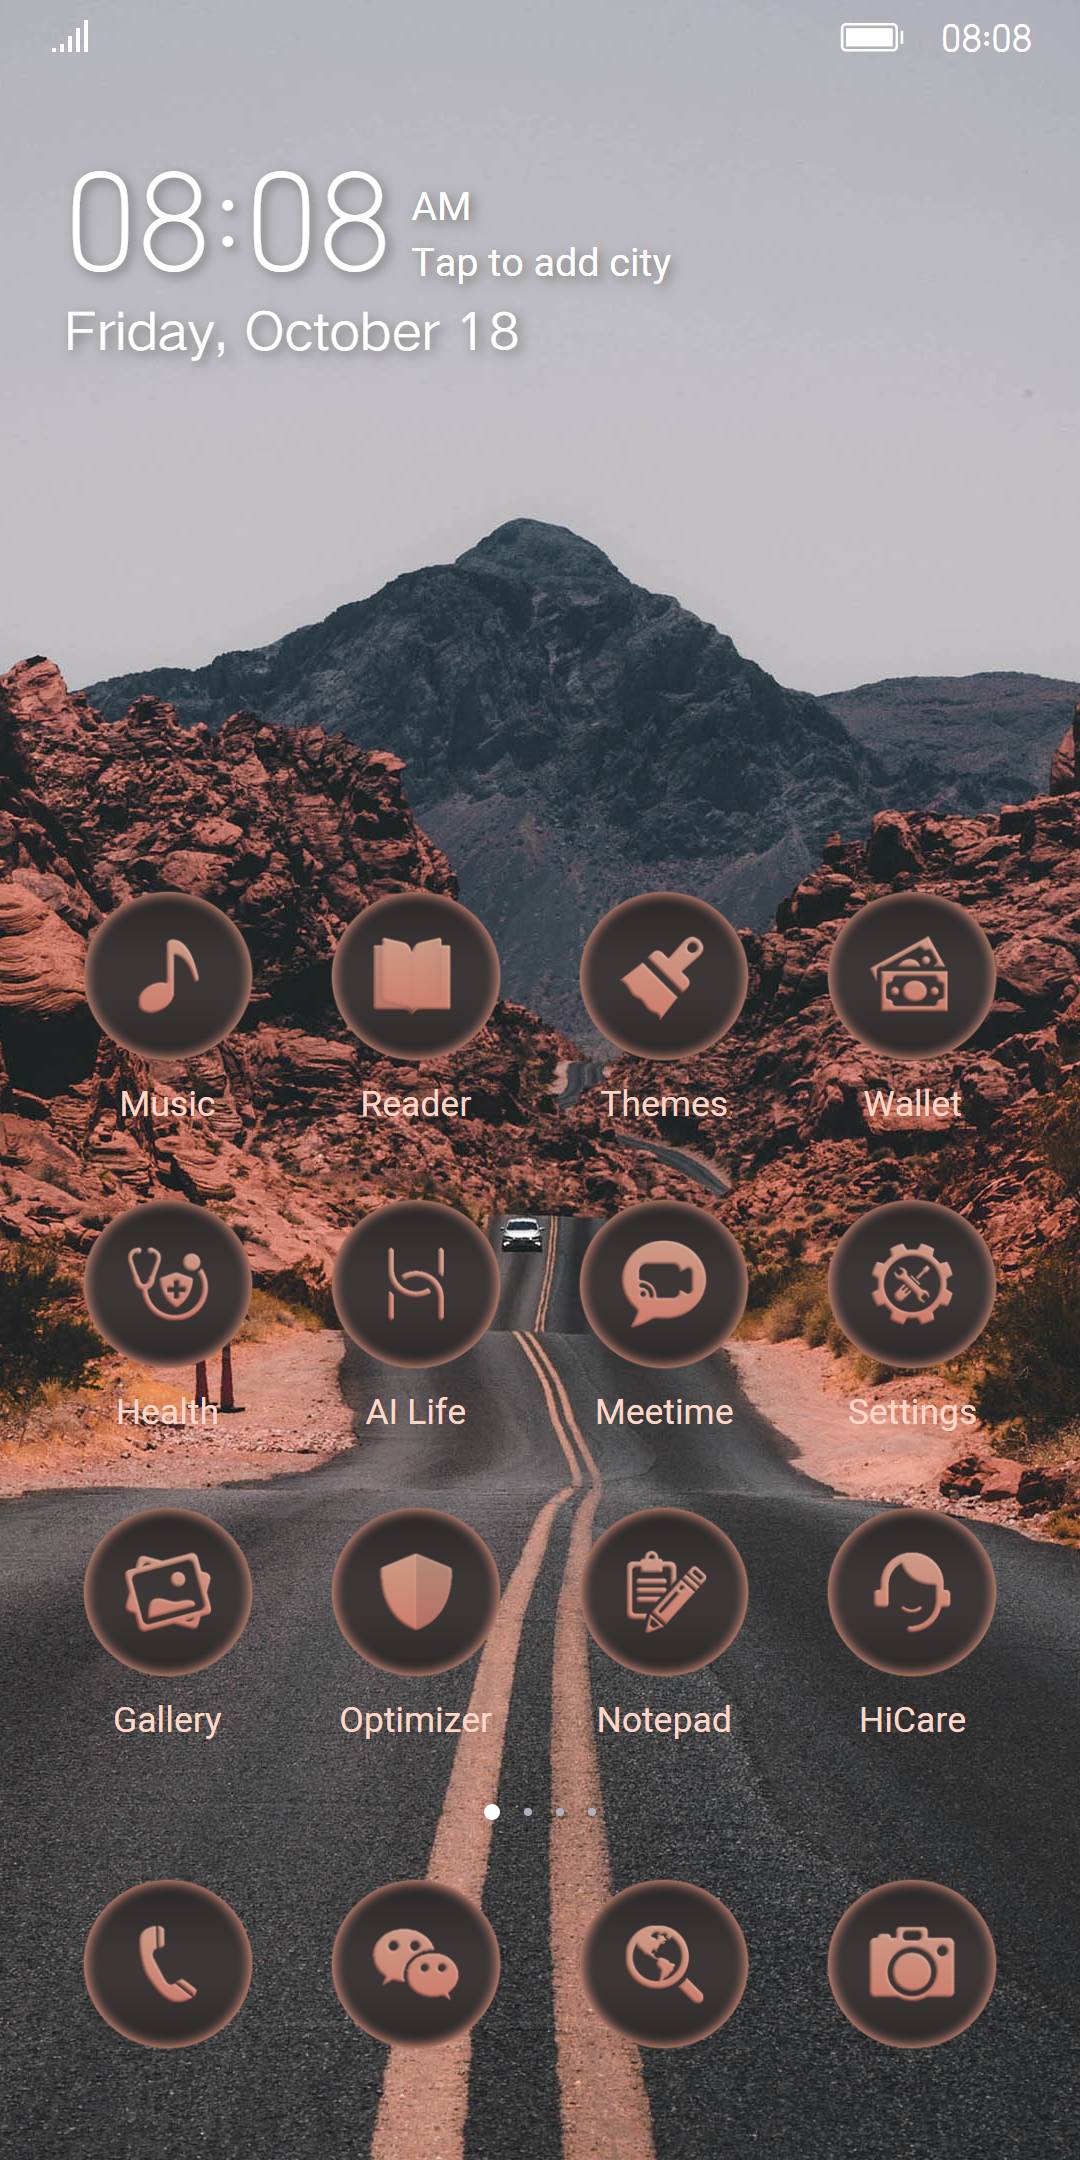 08:08
08:08 AM
Tap to add city
Friday, October 18
Music Reader Themes Wallet
Health AI Life Meetime Settings
Gallery Optimizer Notepad HiCare